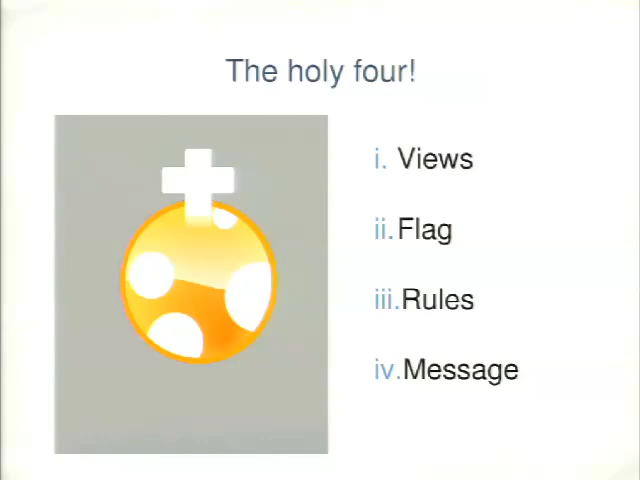 The holy four!
i. Views
ii. Flag
iii. Rules
iv. Message